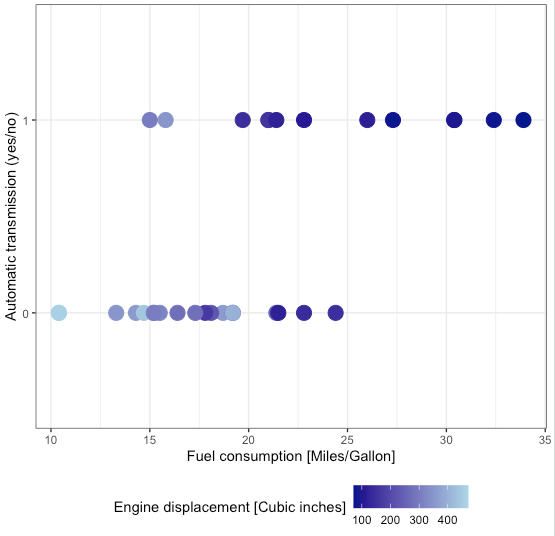 Automatic transmission (yes/no)
1
0
10 15 20 25 30 35
Fuel consumption [Miles/Gallon]
Engine displacement [Cubic inches]
100 200 300 400